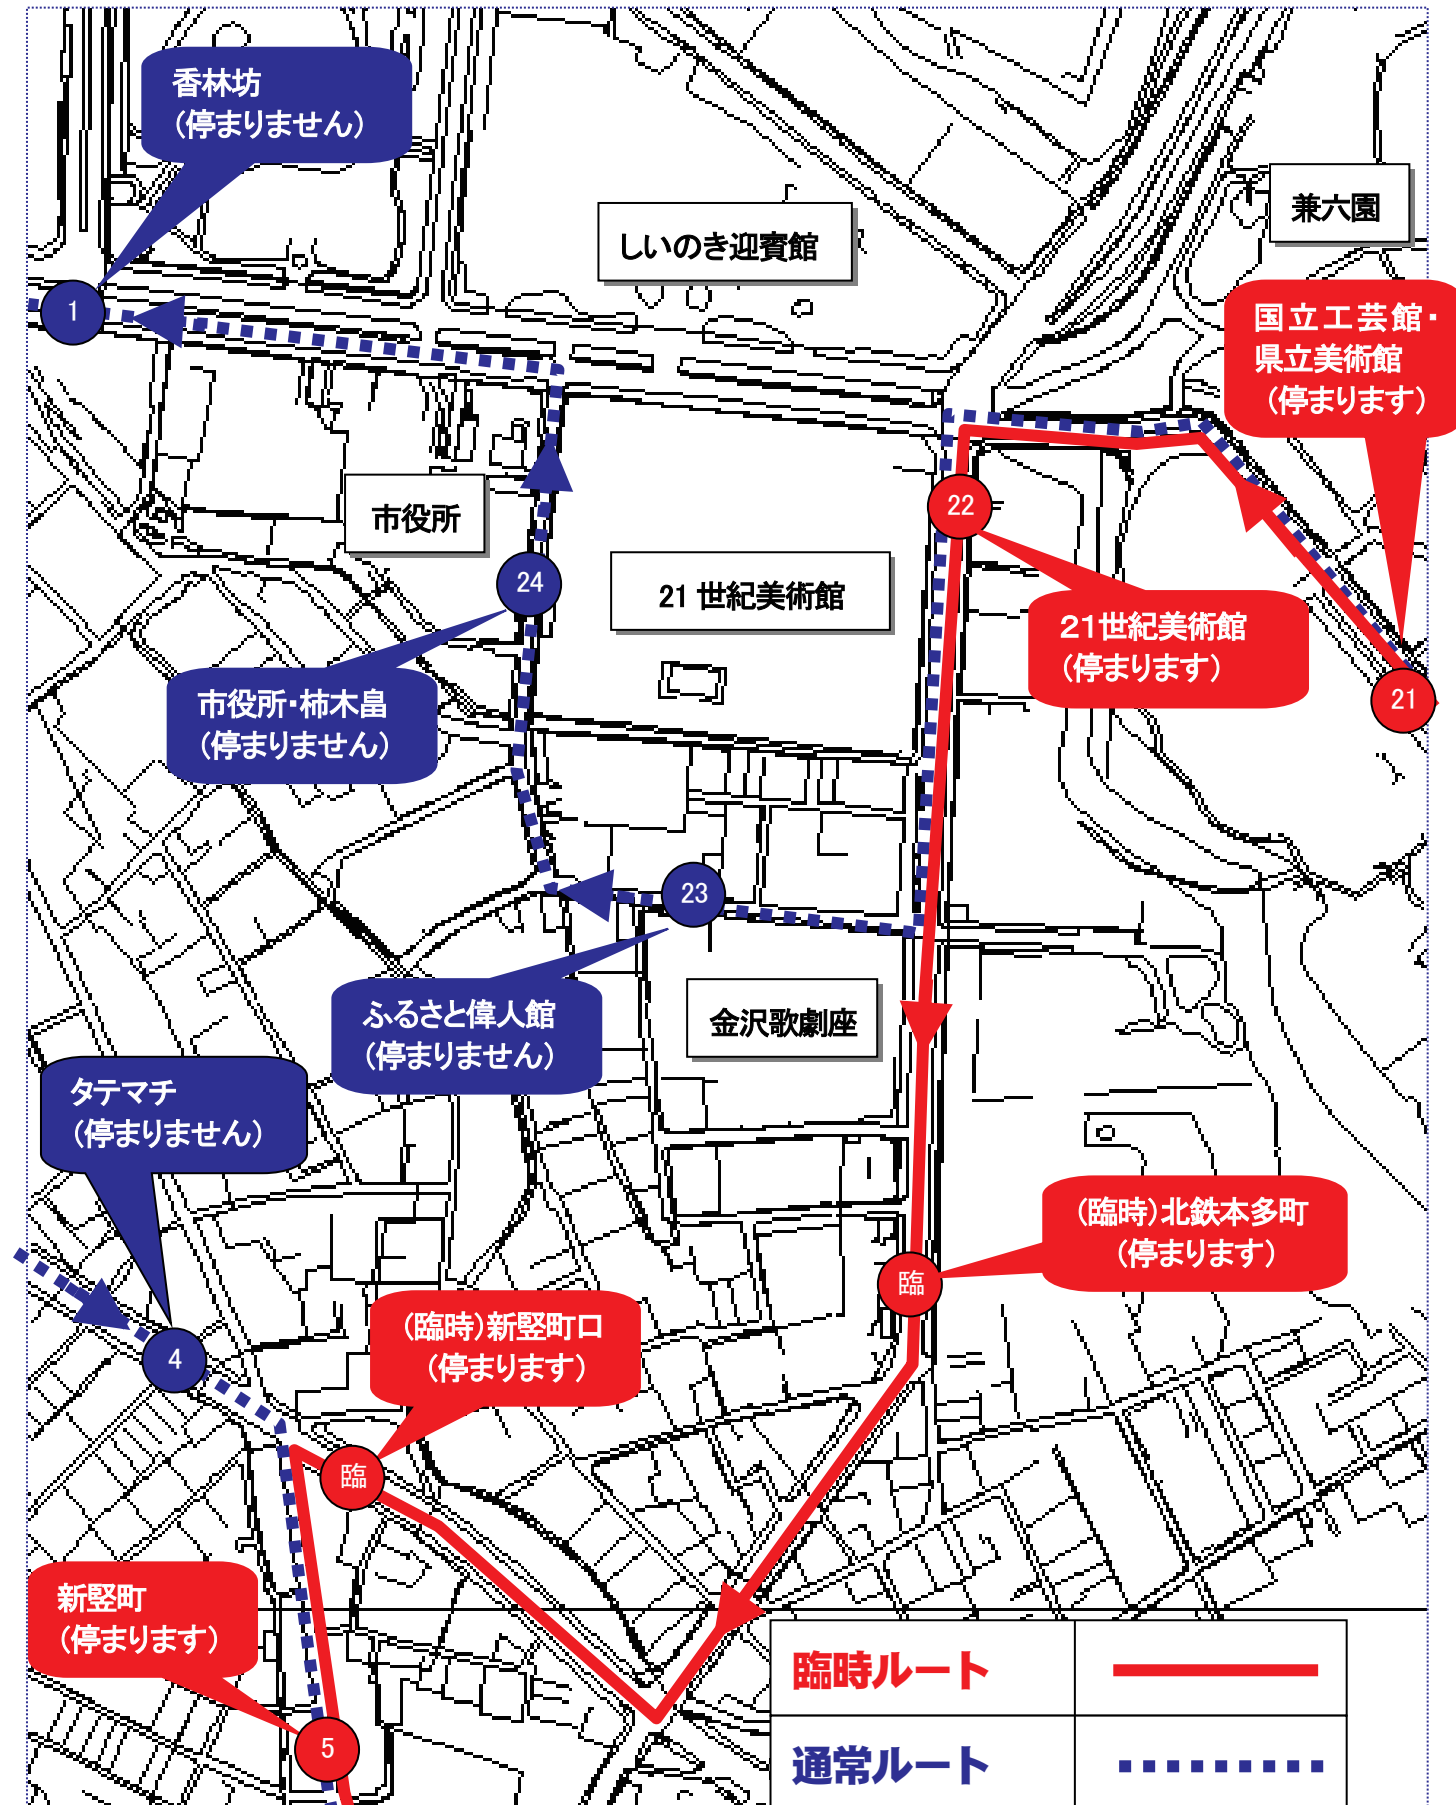 香林坊
(停まりません)
兼六園
しいのき迎賓館
1
国立工芸館・
県立美術館
(停まります)
市役所
22
24
21世紀美術館
21世紀美術館
(停まります)
21
市役所・柿木畠
(停まりません)
23
ふるさと偉人館
(停まりません)
金沢歌劇座
タテマチ
(停まりません)
(臨時)北鉄本多町
(停まります)
臨
(臨時)新竪町口
(停まります)
4
臨
新竪町
(停まります)
5
臨時ルート
通常ルート